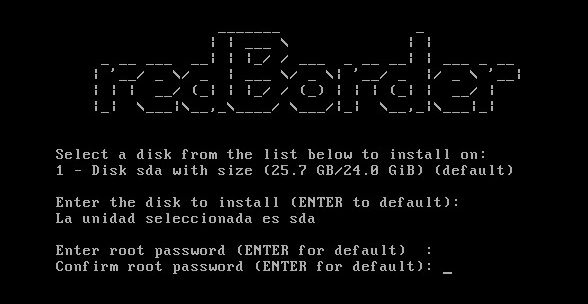 redBorder
Select a disk from the list below to install on:
1 - Disk sda with size (25.7 GB/24.0 GiB) (default)
Enter the disk to install (ENTER to default):
La unidad seleccionada es sda
Enter root password (ENTER for default)  :
Confirm root password (ENTER for default): _